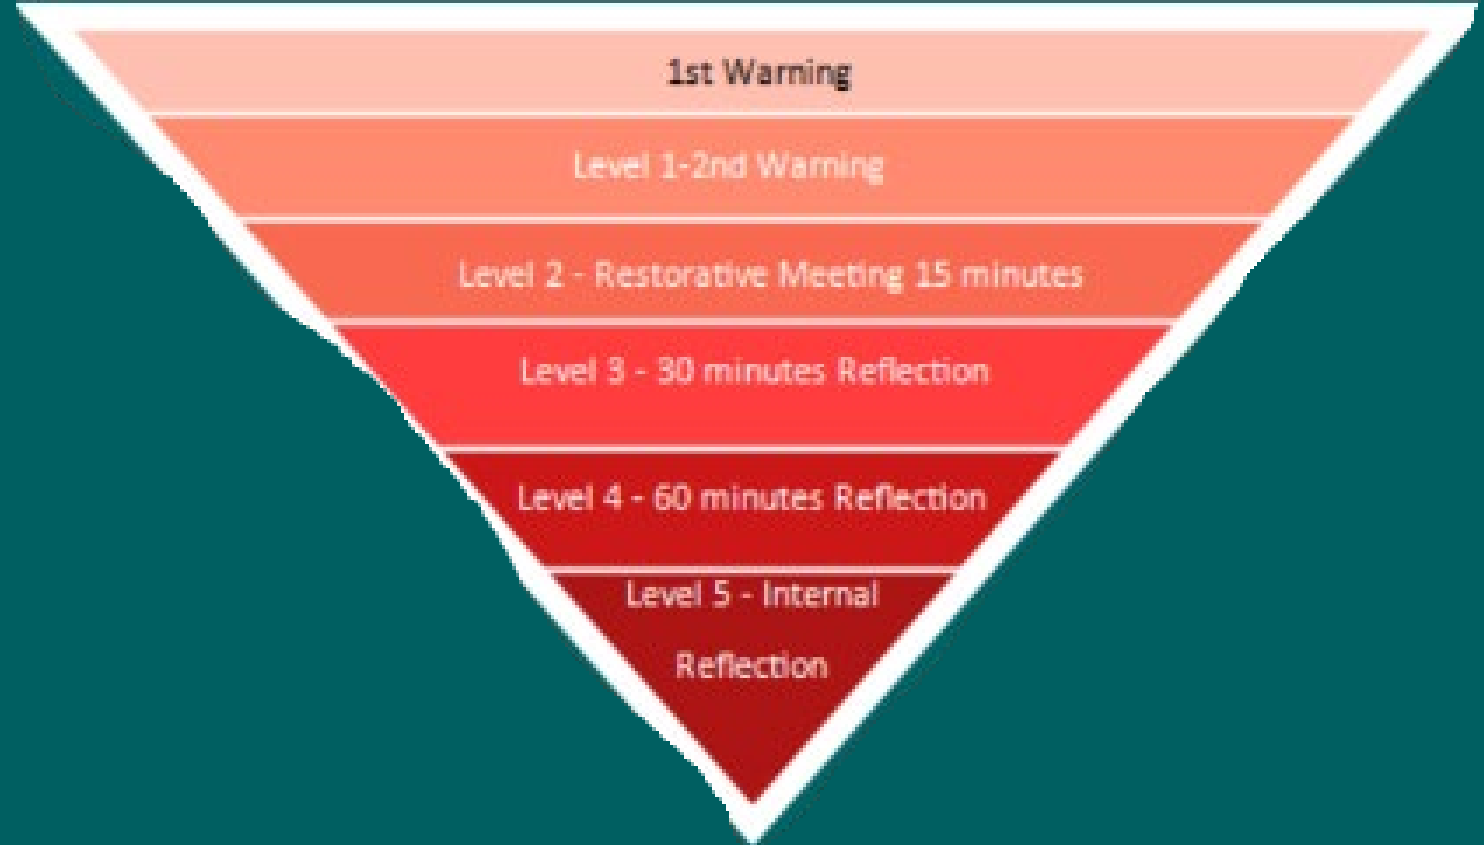 1st Warning
Level 1-2nd Warning
Level 2 - Restorative Meeting 15 minutes
Level 3 - 30 minutes Reflection
Level 4 - 60 minutes Reflection
Level 5 - Internal
Reflection